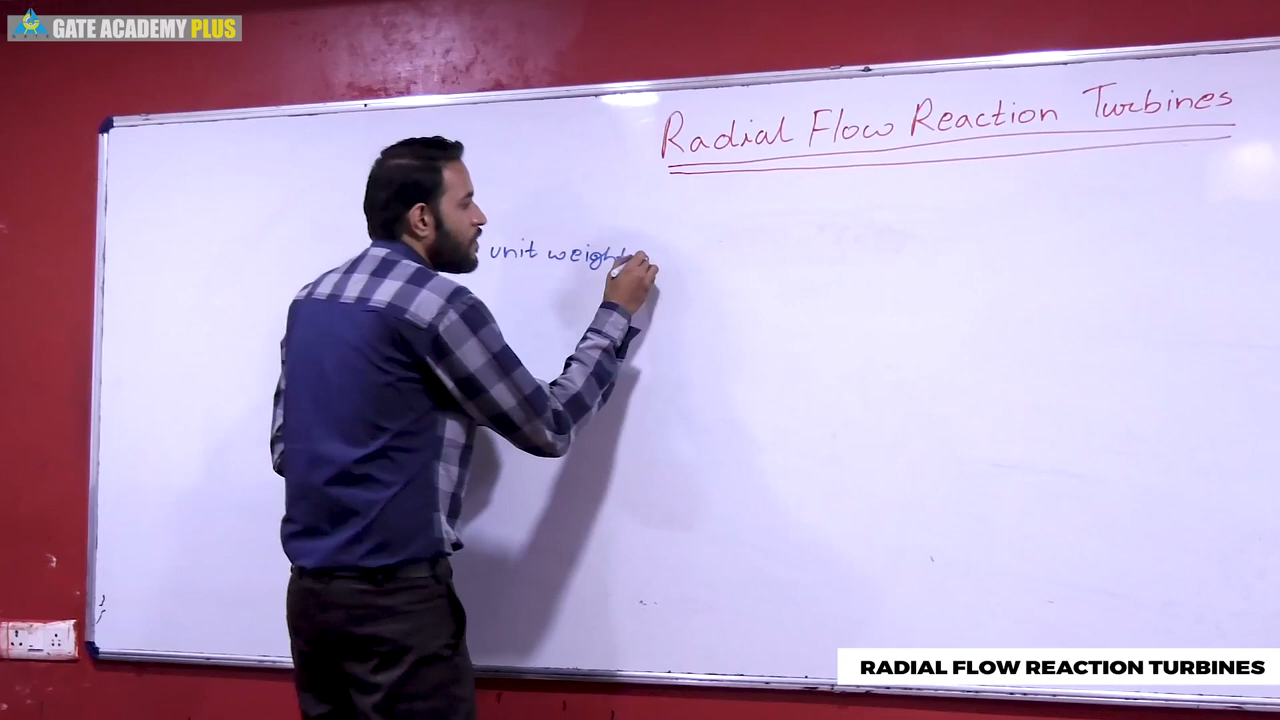 GATE ACADEMY PLUS
Radial Flow Reaction Turbines
unit weight
RADIAL FLOW REACTION TURBINES